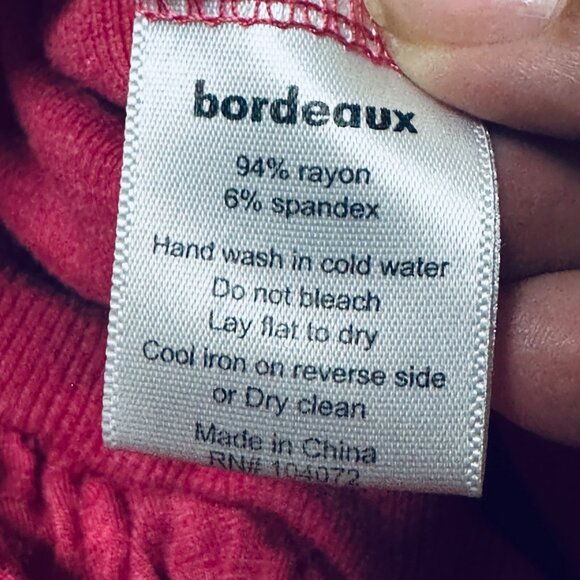 bordeaux
94% rayon
6% spandex
Hand wash in cold water
Do not bleach
Lay flat to dry
Cool iron on reverse side
or Dry clean
Made in China
RN# 104072